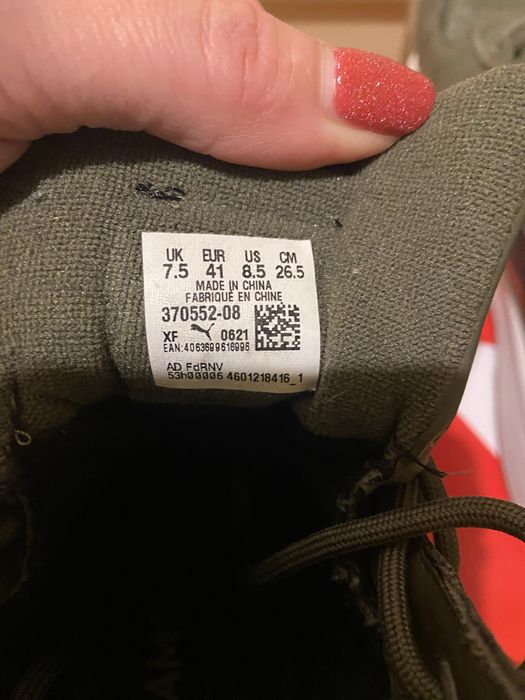 UK EUR US CM
7.5 41 8.5 26.5
MADE IN CHINA
FABRIQUÉ EN CHINE
370552-08
XF 0621
EAN:4063699616996
AD FdRNV
53h00006 4601218416_1